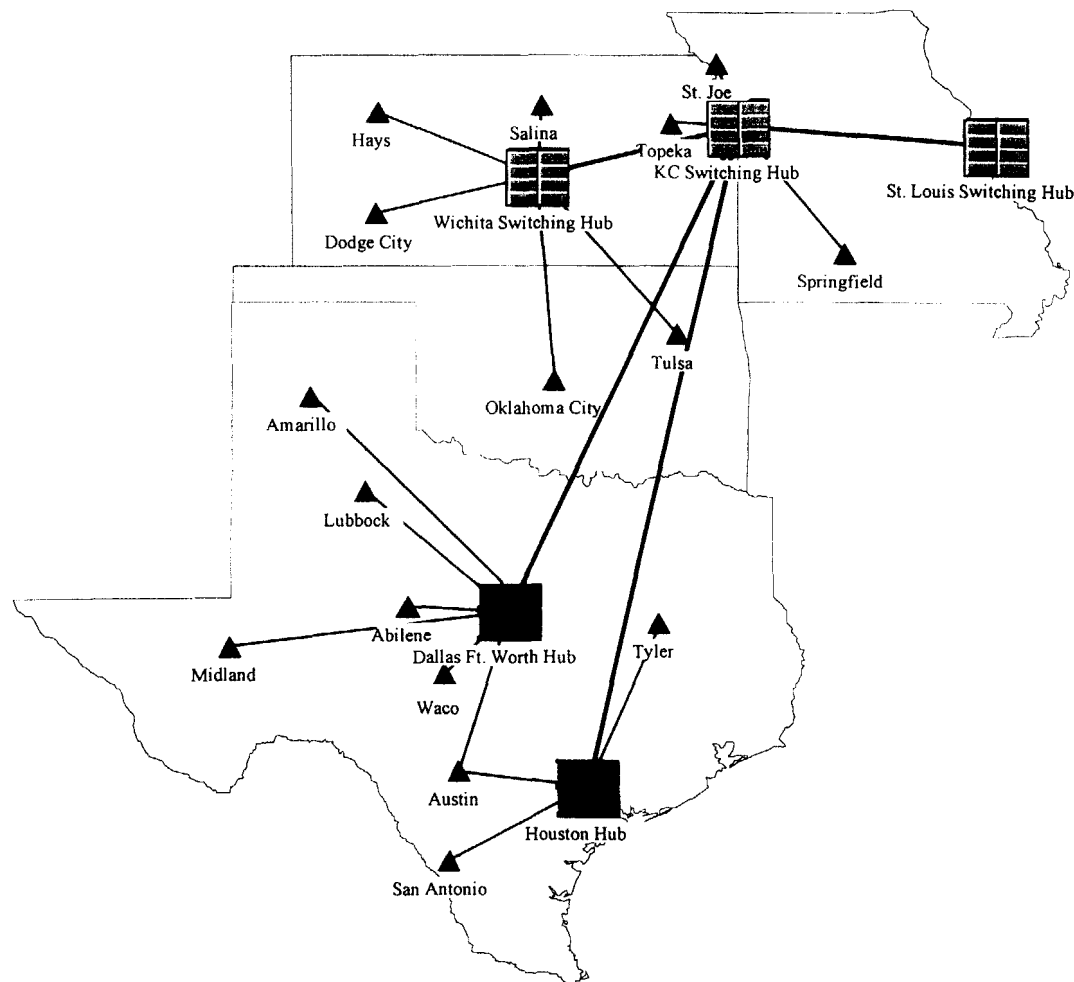 St. Joe
Hays
Salina
Topeka
KC Switching Hub
St. Louis Switching Hub
Wichita Switching Hub
Dodge City
Springfield
Tulsa
Oklahoma City
Amarillo
Lubbock
Abilene
Dallas Ft. Worth Hub
Tyler
Midland
Waco
Austin
Houston Hub
San Antonio